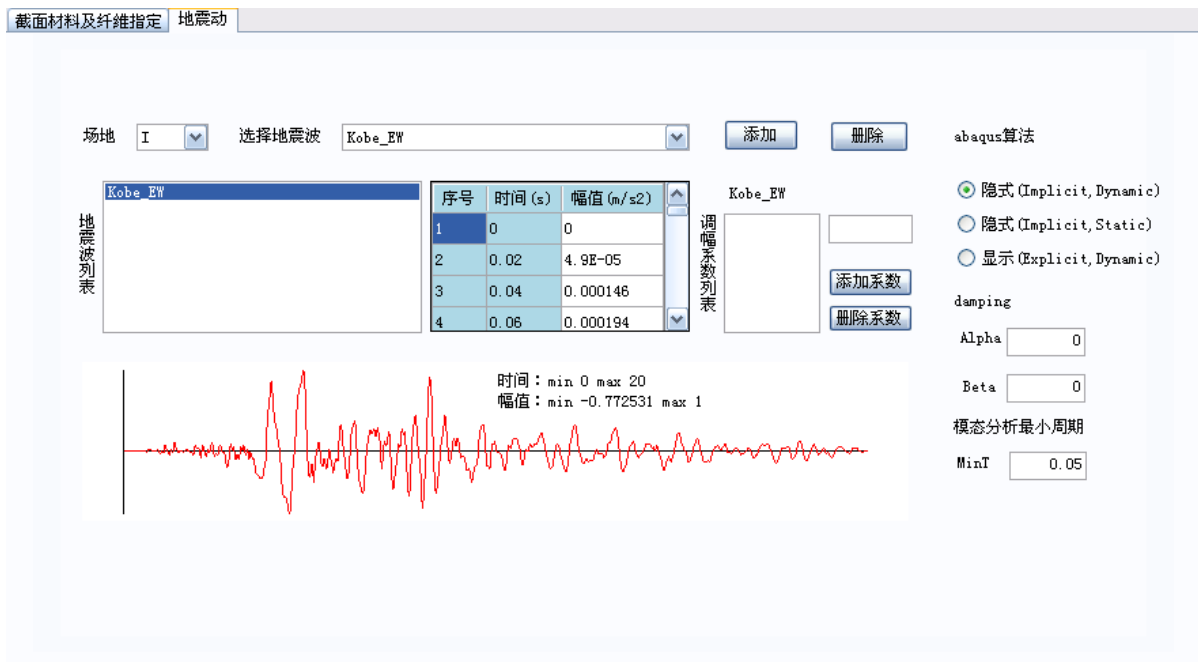 截面材料及纤维指定 地震动
场地 I 选择地震波 Kobe_EW 添加 删除 abaqus算法
地震波列表
Kobe_EW
序号 时间(s) 幅值(m/s2)
1 0 0
2 0.02 4.9E-05
3 0.04 0.000146
4 0.06 0.000194
Kobe_EW
调幅系数列表
添加系数
删除系数
隐式(Implicit,Dynamic)
隐式(Implicit,Static)
显示(Explicit,Dynamic)
damping
Alpha 0
Beta 0
模态分析最小周期
MinT 0.05
时间：min 0 max 20
幅值：min -0.772531 max 1